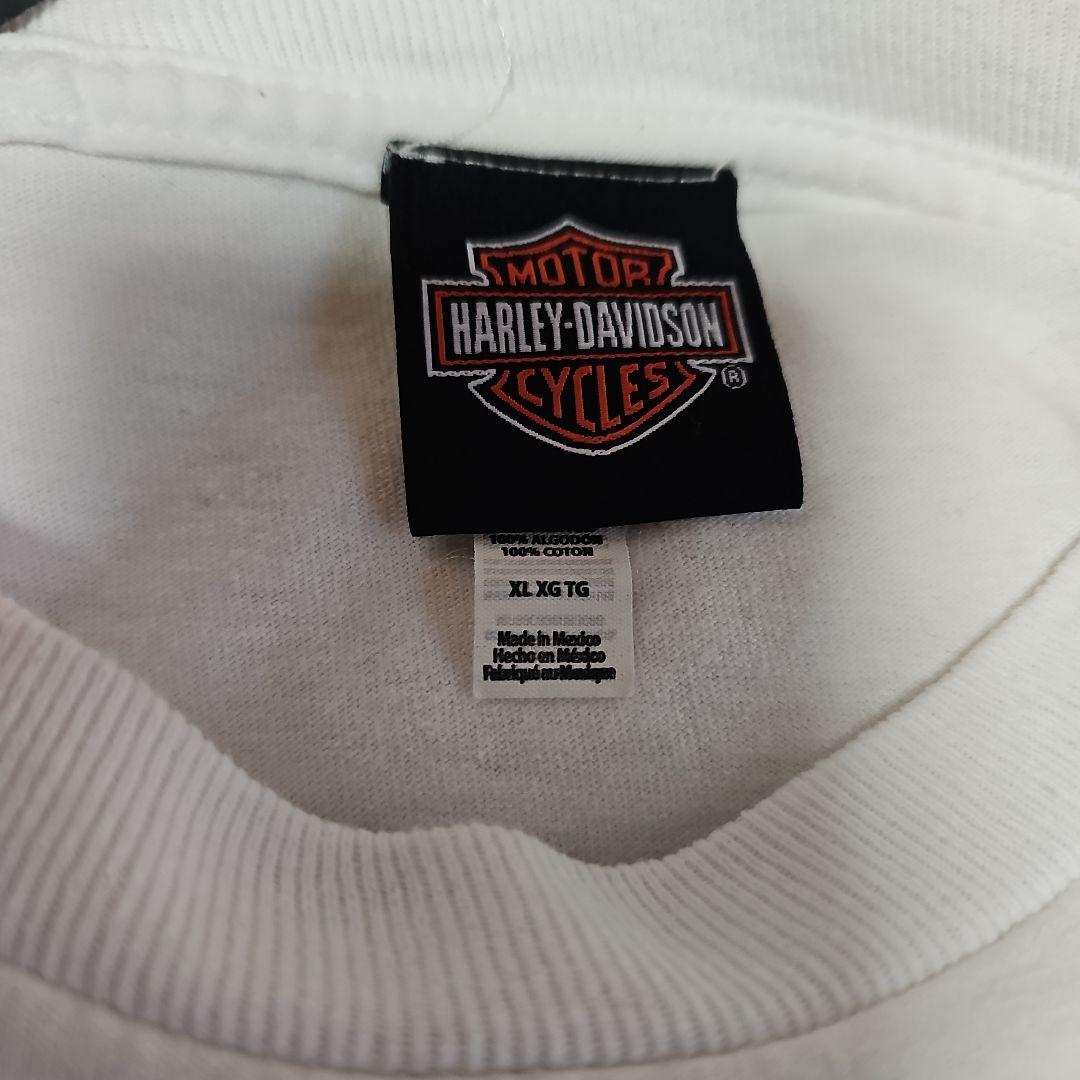 MOTOR
HARLEY-DAVIDSON
CYCLES
®
100% ALGODÓN
100% COTON
XL XG TG
Made in Mexico
Hecho en México
Fabriqué au Mexique